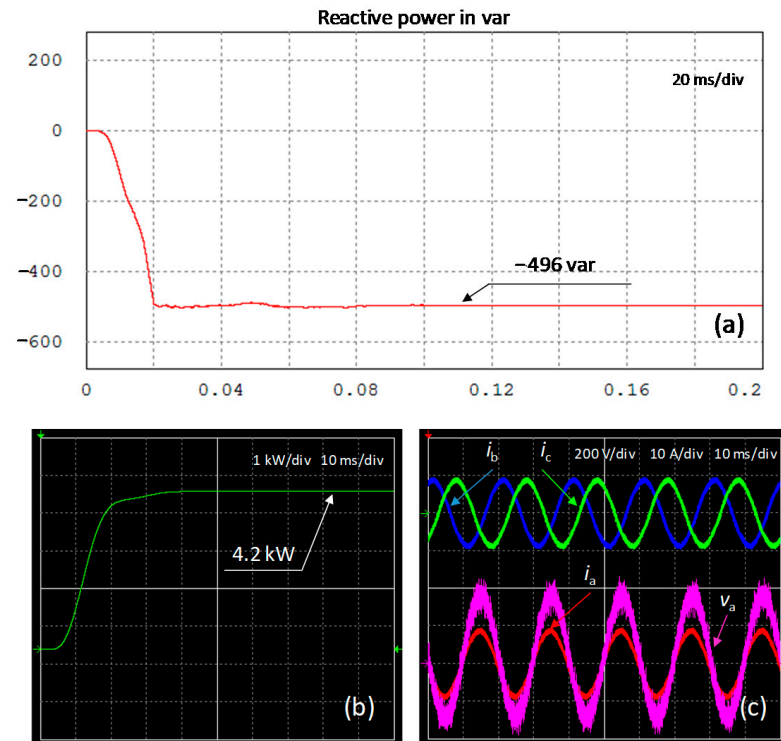 Reactive power in var
200
20 ms/div
0
−200
−400
−496 var
−600
(a)
0 0.04 0.08 0.12 0.16 0.2
1 kW/div 10 ms/div
4.2 kW
(b)
ib ic 200 V/div 10 A/div 10 ms/div
ia
va
(c)